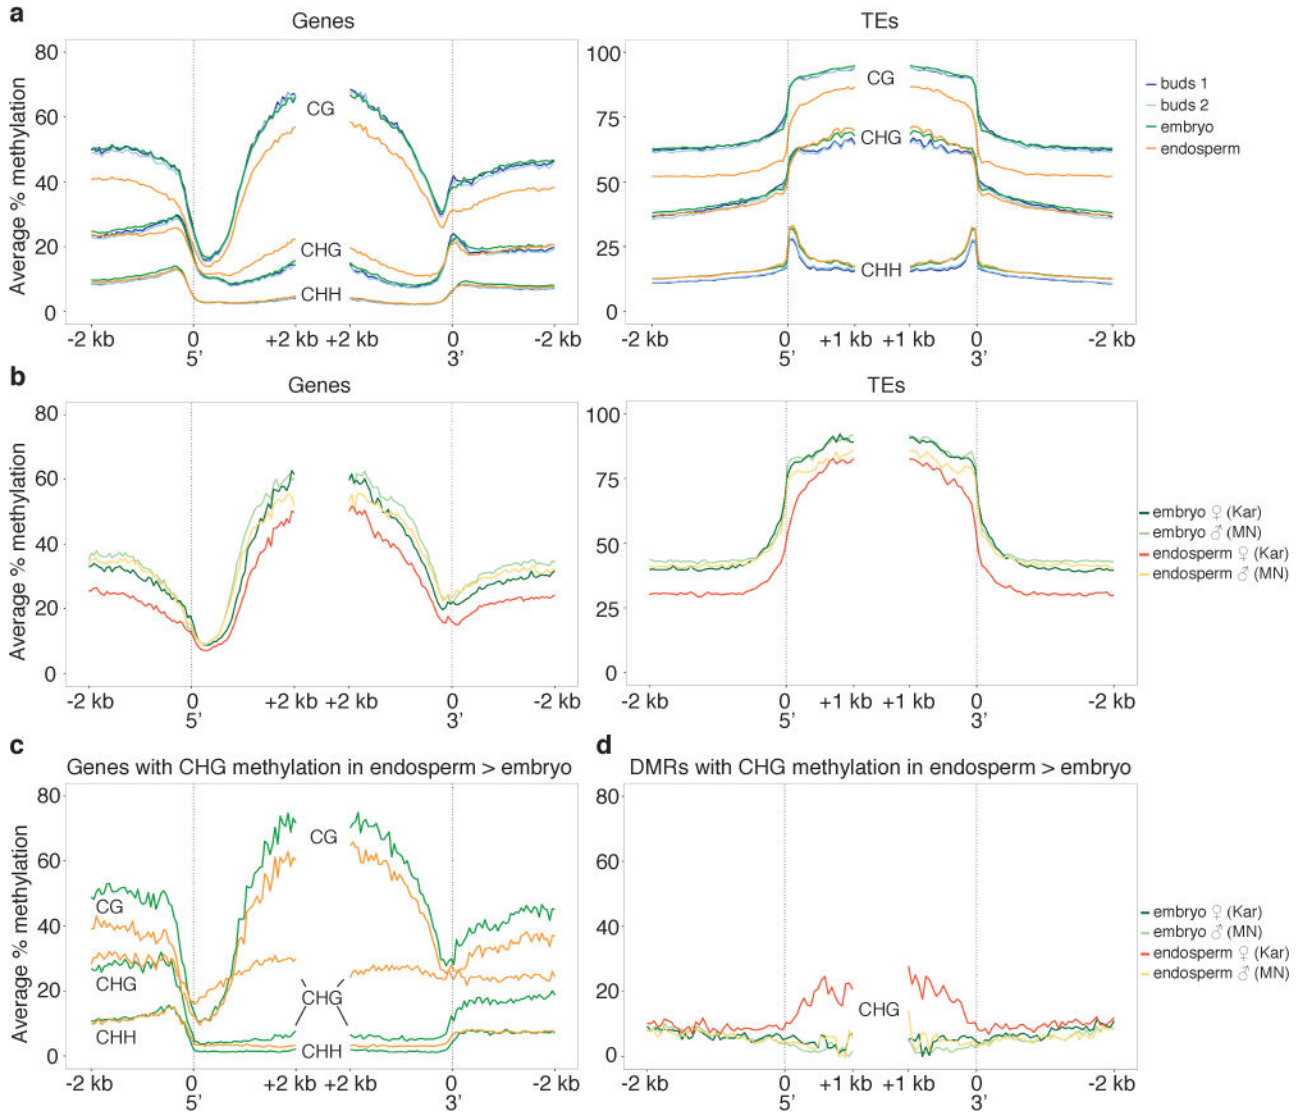 a
Genes
TEs
80
60
40
20
0
Average % methylation
CG
CHG
CHH
-2 kb 0 +2 kb +2 kb 0 -2 kb
5’ 3’
100
75
50
25
0
CG
CHG
CHH
-2 kb 0 +1 kb +1 kb 0 -2 kb
5’ 3’
buds 1
buds 2
embryo
endosperm
b
Genes
TEs
80
60
40
20
0
Average % methylation
-2 kb 0 +2 kb +2 kb 0 -2 kb
5’ 3’
100
75
50
25
0
-2 kb 0 +1 kb +1 kb 0 -2 kb
5’ 3’
embryo ♀ (Kar)
embryo ♂ (MN)
endosperm ♀ (Kar)
endosperm ♂ (MN)
c
Genes with CHG methylation in endosperm > embryo
80
60
40
20
0
Average % methylation
CG
CHG
CHH
CG
CHG
CHH
-2 kb 0 +2 kb +2 kb 0 -2 kb
5’ 3’
d
DMRs with CHG methylation in endosperm > embryo
80
60
40
20
0
CHG
-2 kb 0 +1 kb +1 kb 0 -2 kb
5’ 3’
embryo ♀ (Kar)
embryo ♂ (MN)
endosperm ♀ (Kar)
endosperm ♂ (MN)